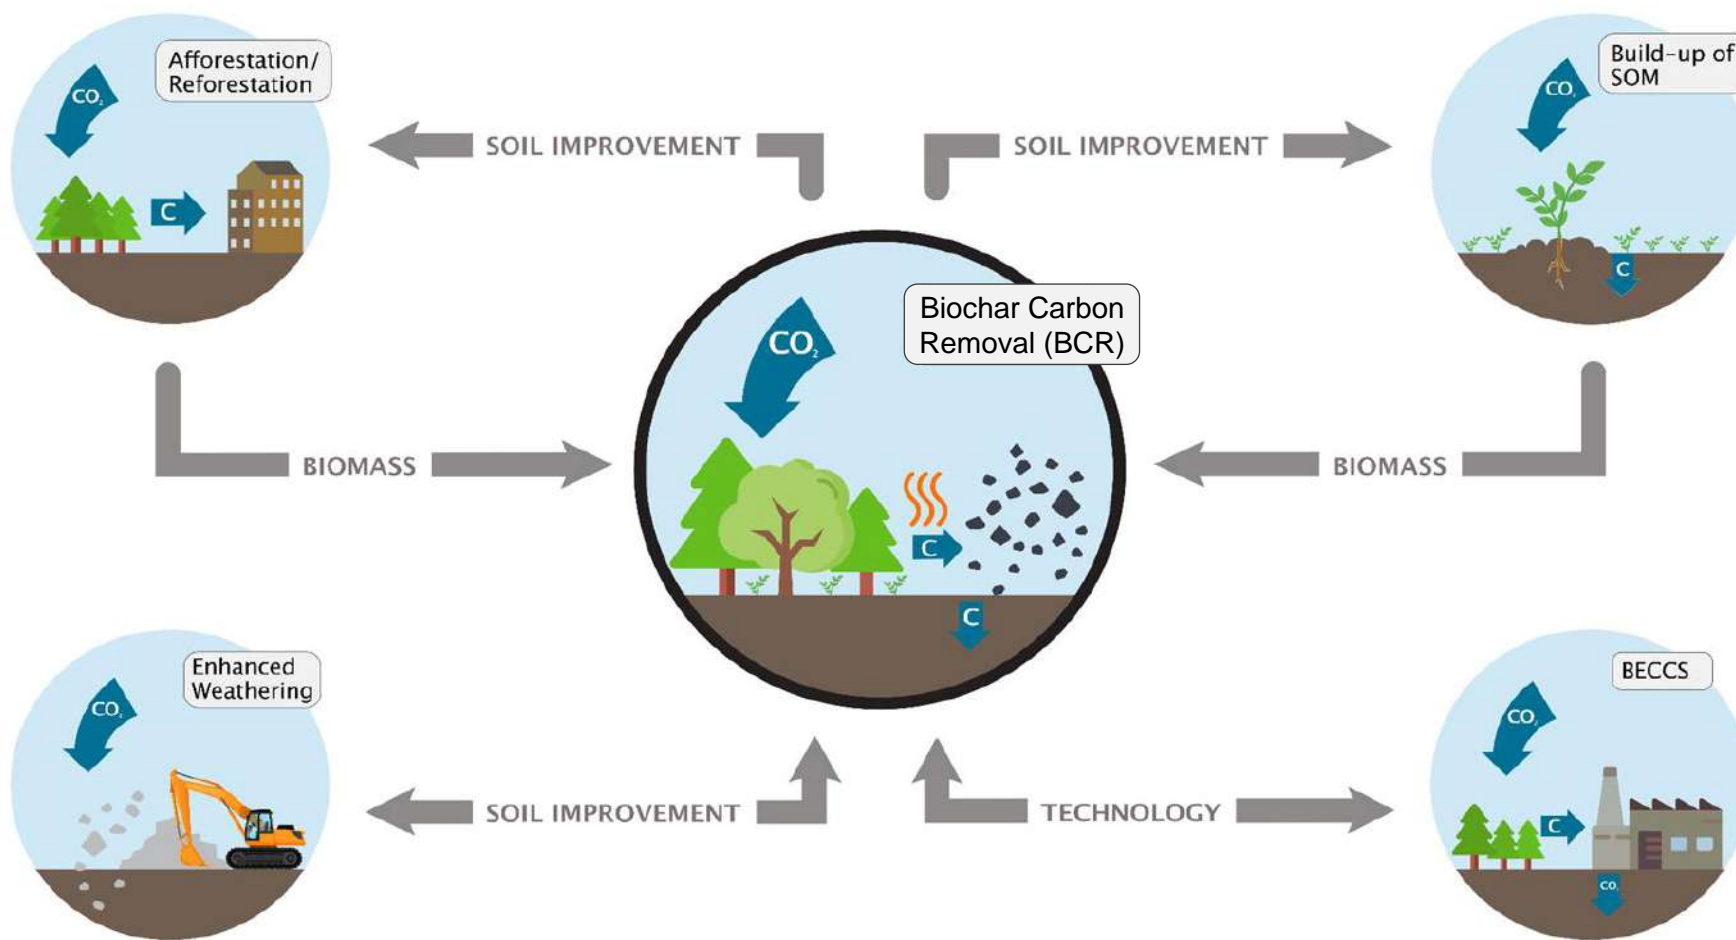 Afforestation/
Reforestation
CO₂
C
SOIL IMPROVEMENT
SOIL IMPROVEMENT
Build-up of
SOM
CO₂
C
Biochar Carbon
Removal (BCR)
CO₂
C
C
BIOMASS
BIOMASS
Enhanced
Weathering
CO₂
SOIL IMPROVEMENT
TECHNOLOGY
BECCS
CO₂
C
CO₂